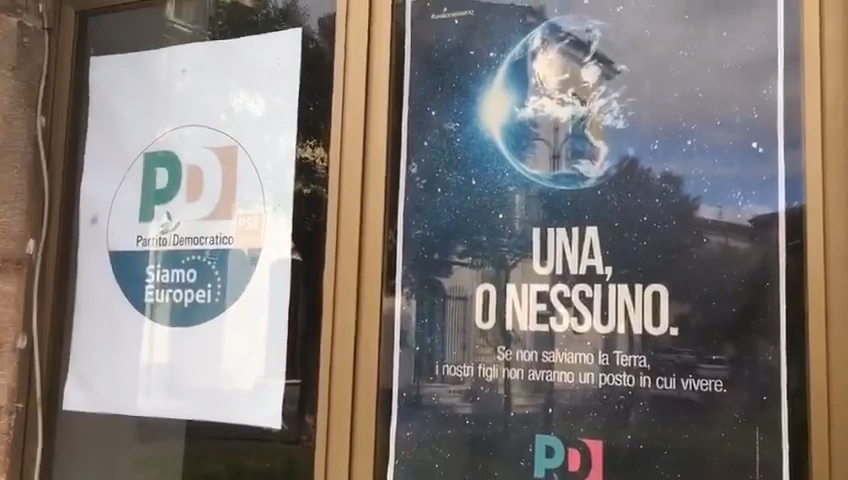 PD
PSE
Partito Democratico
Siamo
Europei
UNA,
O NESSUNO.
Se non salviamo la Terra,
i nostri figli non avranno un posto in cui vivere.
PD